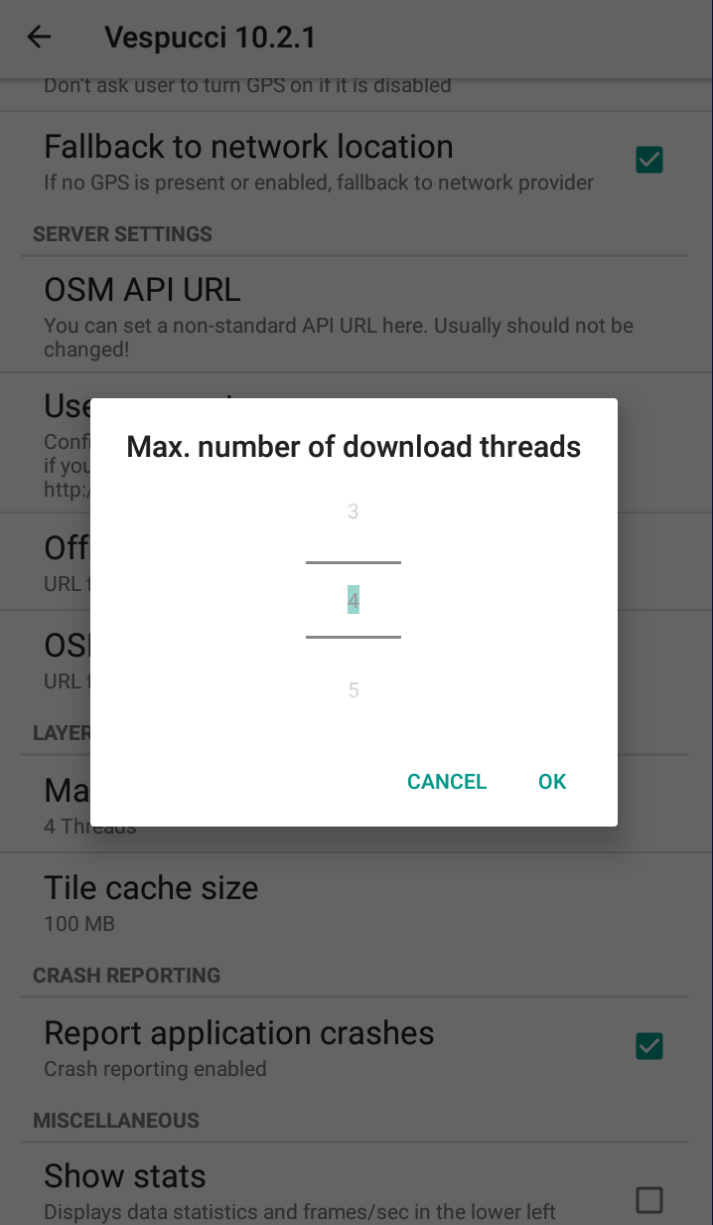 Vespucci 10.2.1
Don't ask user to turn GPS on if it is disabled
Fallback to network location
If no GPS is present or enabled, fallback to network provider
SERVER SETTINGS
OSM API URL
You can set a non-standard API URL here. Usually should not be
changed!
Use
Conf
if you
http:/
Off
URL
OS
URL
LAYER
Max. number of download threads
3
4
5
CANCEL
OK
Ma
4 Threads
Tile cache size
100 MB
CRASH REPORTING
Report application crashes
Crash reporting enabled
MISCELLANEOUS
Show stats
Displays data statistics and frames/sec in the lower left